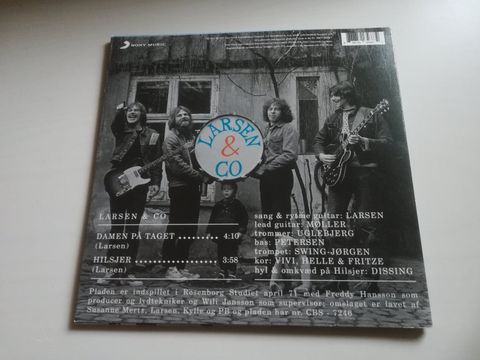 SONY MUSIC
LARSEN
&
CO
LARSEN & CO
DAMEN PÅ TAGET ......... 4:10
(Larsen)
HILSJER ................... 3:58
(Larsen)
sang & rytme guitar: LARSEN
lead guitar: MØLLER
trommer: UGLEBJERG
bas: PETERSEN
trompet: SWING-JØRGEN
kor: VIVI, HELLE & FRITZE
hyl & omkvæd på Hilsjer: DISSING
Pladen er indspillet i Rosenborg Studiet april 71 med Freddy Hansson som
producer og lydtekniker og Wili Jønsson som supervisor, omslaget er lavet af
Susanne Mertz, Larsen, Kylle og PB og pladen har nr. CBS - 7246